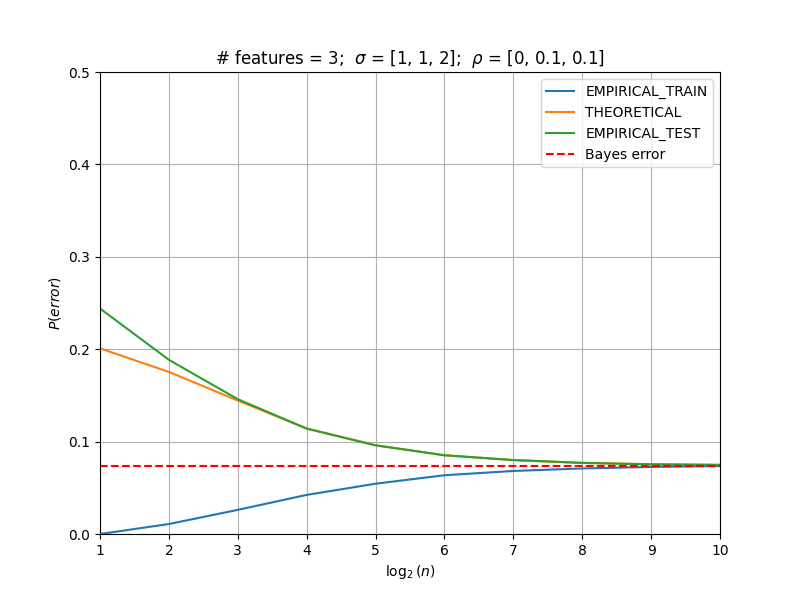 # features = 3; σ = [1, 1, 2]; ρ = [0, 0.1, 0.1]
EMPIRICAL_TRAIN
THEORETICAL
EMPIRICAL_TEST
Bayes error
P(error)
0.5
0.4
0.3
0.2
0.1
0.0
1 2 3 4 5 6 7 8 9 10
log₂(n)